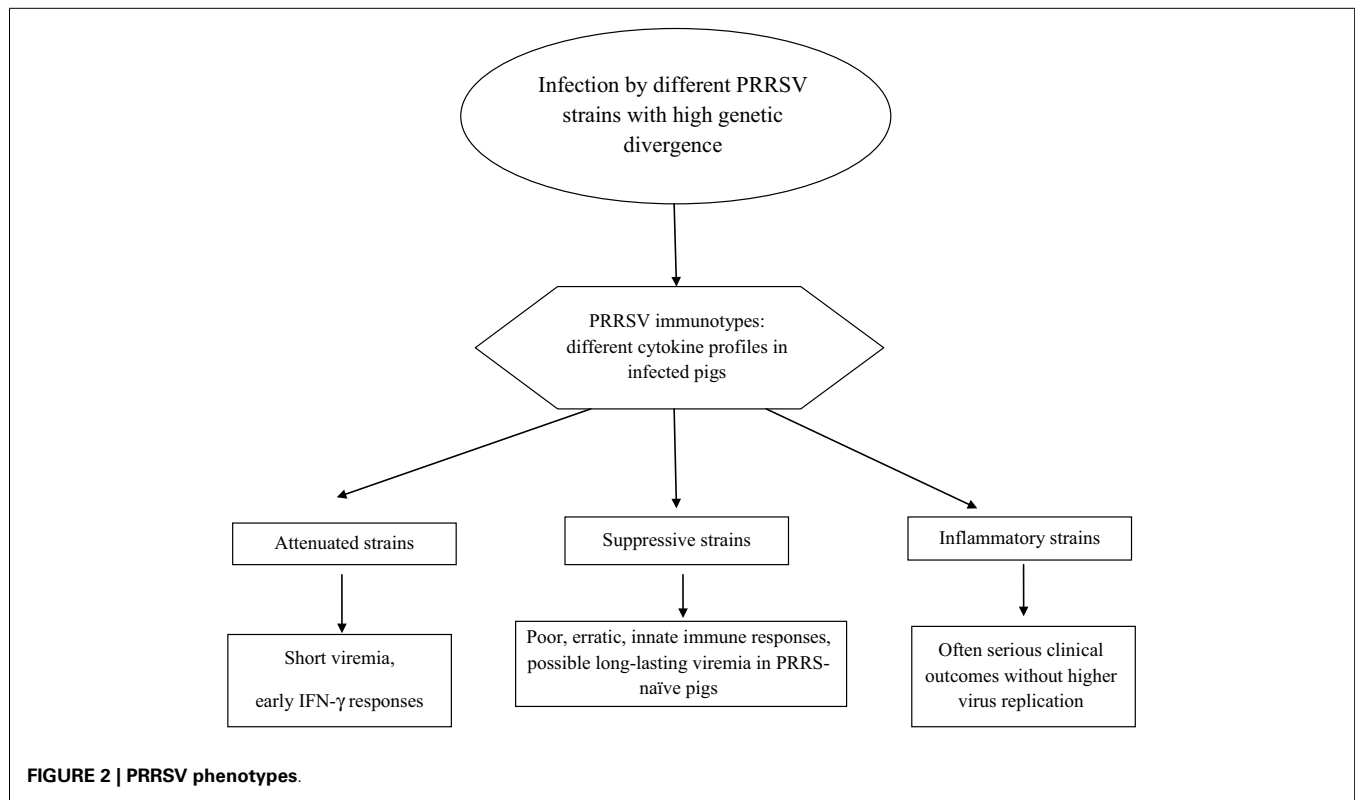 Infection by different PRRSV
strains with high genetic
divergence
PRRSV immunotypes:
different cytokine profiles in
infected pigs
Attenuated strains
Suppressive strains
Inflammatory strains
Short viremia,
early IFN-γ responses
Poor, erratic, innate immune responses,
possible long-lasting viremia in PRRS-
naïve pigs
Often serious clinical
outcomes without higher
virus replication
FIGURE 2 | PRRSV phenotypes.